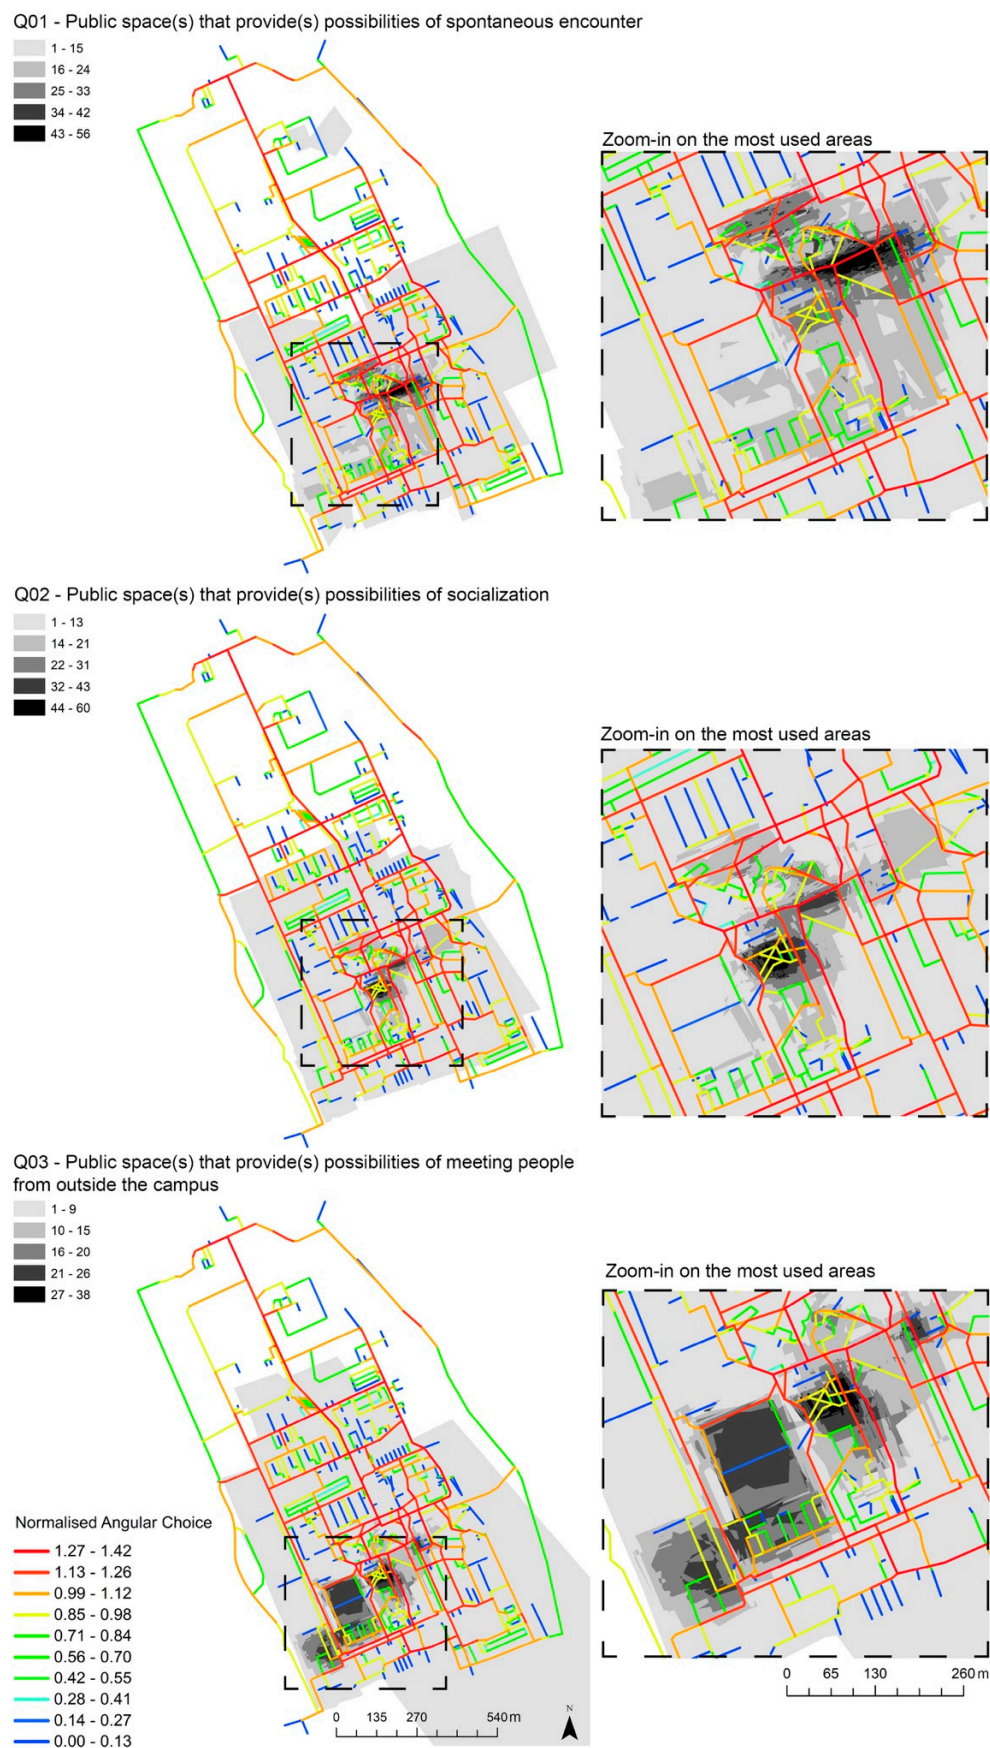 Q01 - Public space(s) that provide(s) possibilities of spontaneous encounter
1 - 15
16 - 24
25 - 33
34 - 42
43 - 56
Zoom-in on the most used areas
Q02 - Public space(s) that provide(s) possibilities of socialization
1 - 13
14 - 21
22 - 31
32 - 43
44 - 60
Zoom-in on the most used areas
Q03 - Public space(s) that provide(s) possibilities of meeting people
from outside the campus
1 - 9
10 - 15
16 - 20
21 - 26
27 - 38
Zoom-in on the most used areas
Normalised Angular Choice
1.27 - 1.42
1.13 - 1.26
0.99 - 1.12
0.85 - 0.98
0.71 - 0.84
0.56 - 0.70
0.42 - 0.55
0.28 - 0.41
0.14 - 0.27
0.00 - 0.13
0 135 270 540 m
N
0 65 130 260 m